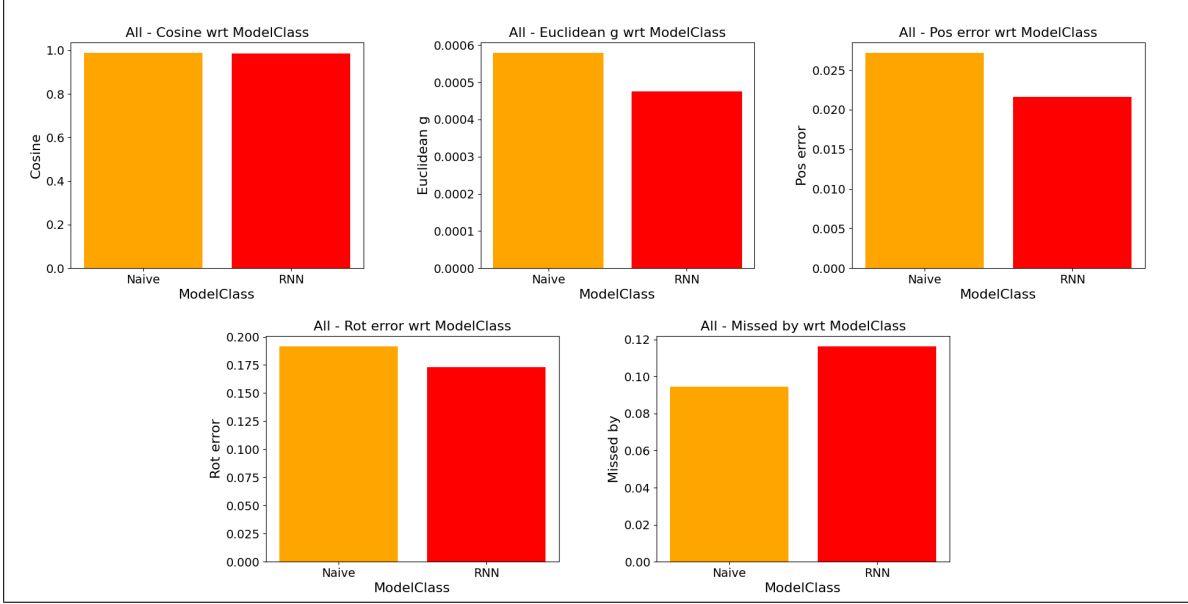 All - Cosine wrt ModelClass
1.0
0.8
0.6
0.4
0.2
0.0
Cosine
Naive RNN
ModelClass
All - Euclidean g wrt ModelClass
0.0006
0.0005
0.0004
0.0003
0.0002
0.0001
0.0000
Euclidean g
Naive RNN
ModelClass
All - Pos error wrt ModelClass
0.025
0.020
0.015
0.010
0.005
0.000
Pos error
Naive RNN
ModelClass
All - Rot error wrt ModelClass
0.200
0.175
0.150
0.125
0.100
0.075
0.050
0.025
0.000
Rot error
Naive RNN
ModelClass
All - Missed by wrt ModelClass
0.12
0.10
0.08
0.06
0.04
0.02
0.00
Missed by
Naive RNN
ModelClass